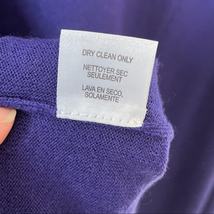 DRY CLEAN ONLY
NETTOYER SEC
SEULEMENT
LAVA EN SECO,
SOLAMENTE